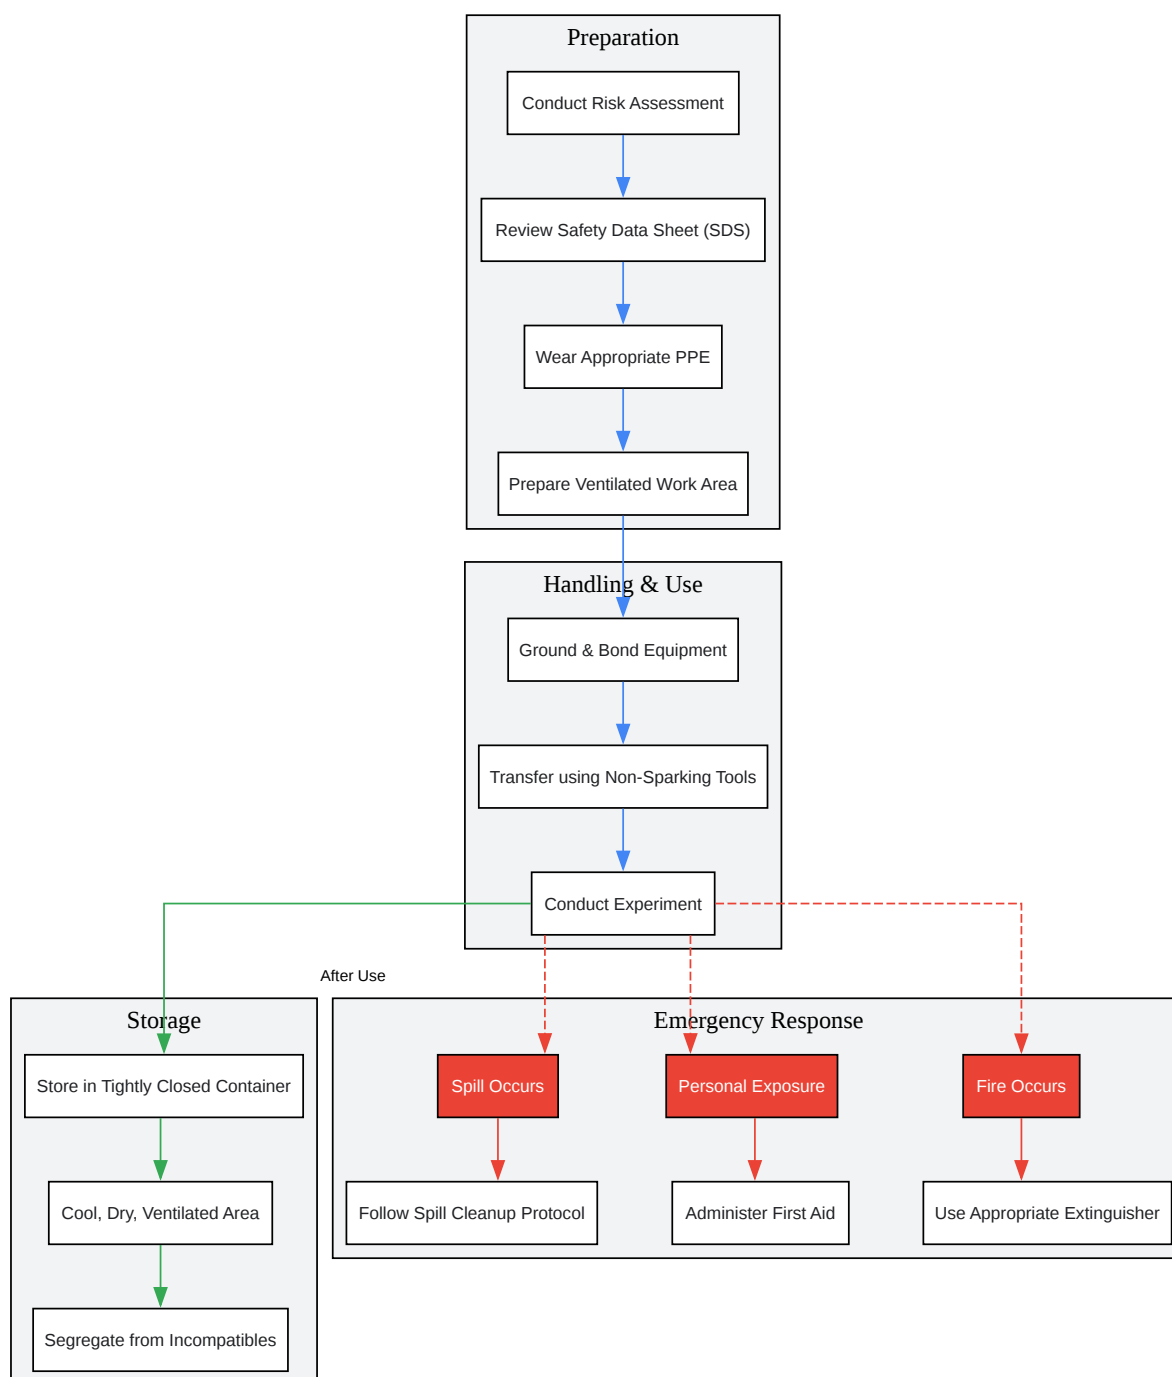 Preparation
Conduct Risk Assessment
Review Safety Data Sheet (SDS)
Wear Appropriate PPE
Prepare Ventilated Work Area
Handling & Use
Ground & Bond Equipment
Transfer using Non-Sparking Tools
Conduct Experiment
After Use
Storage
Store in Tightly Closed Container
Cool, Dry, Ventilated Area
Segregate from Incompatibles
Emergency Response
Spill Occurs
Personal Exposure
Fire Occurs
Follow Spill Cleanup Protocol
Administer First Aid
Use Appropriate Extinguisher